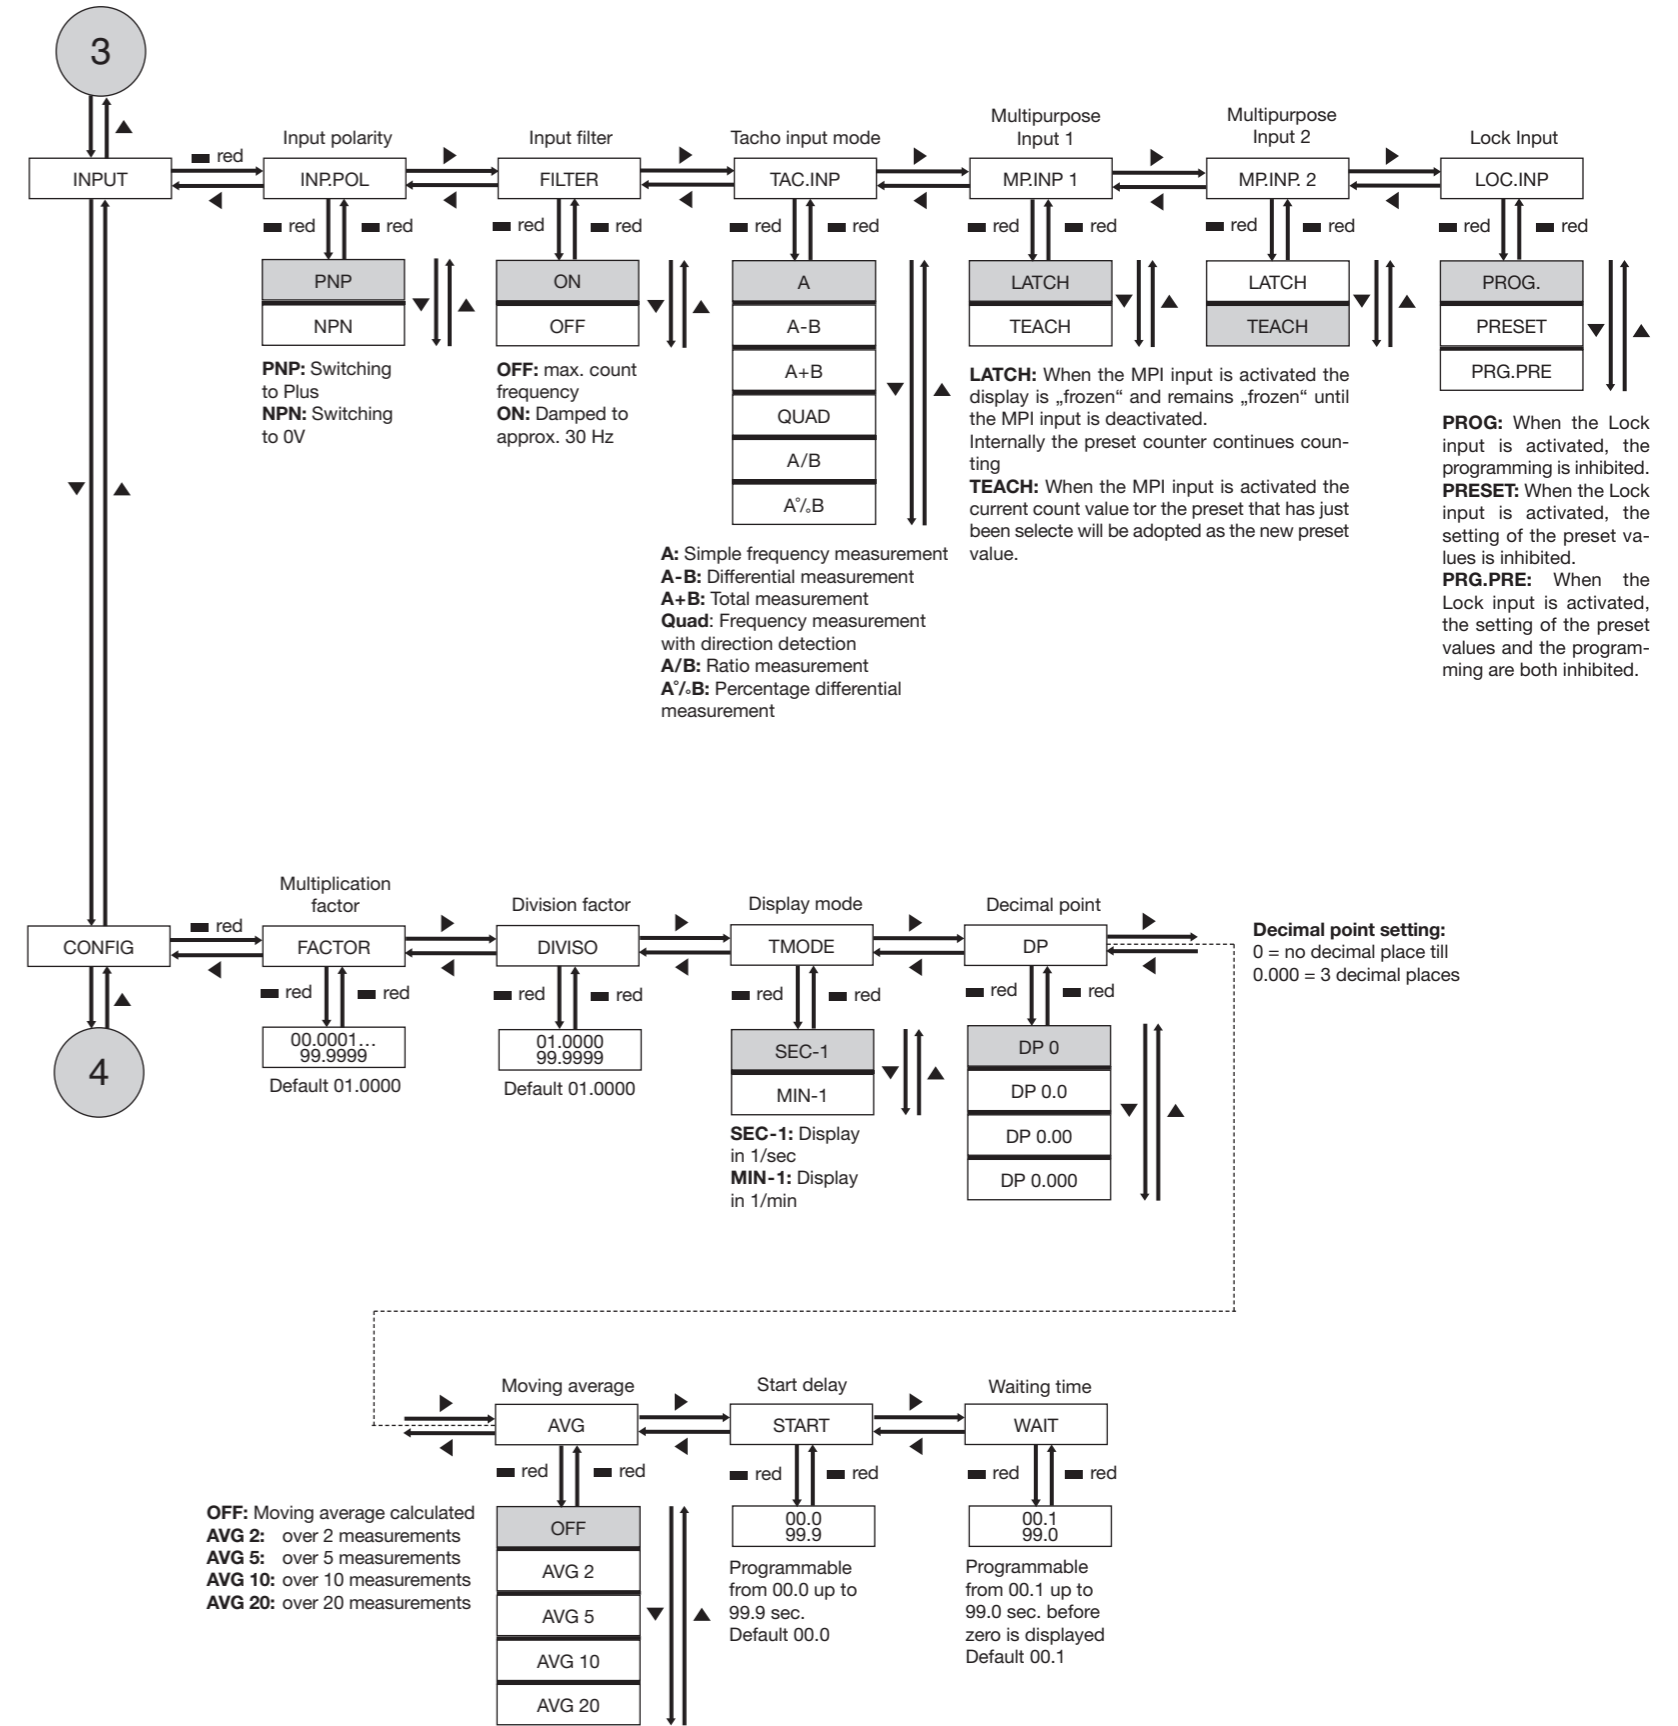 3
red
INPUT
Input polarity
INP.POL
red red
PNP
NPN
PNP: Switching
to Plus
NPN: Switching
to 0V
Input filter
FILTER
red red
ON
OFF
OFF: max. count
frequency
ON: Damped to
approx. 30 Hz
Tacho input mode
TAC.INP
red red
A
A-B
A+B
QUAD
A/B
A°/°B
A: Simple frequency measurement
A-B: Differential measurement
A+B: Total measurement
Quad: Frequency measurement
with direction detection
A/B: Ratio measurement
A°/°B: Percentage differential
measurement
Multipurpose
Input 1
MP.INP 1
red red
LATCH
TEACH
Multipurpose
Input 2
MP.INP. 2
red red
LATCH
TEACH
LATCH: When the MPI input is activated the
display is „frozen“ and remains „frozen“ until
the MPI input is deactivated.
Internally the preset counter continues coun-
ting
TEACH: When the MPI input is activated the
current count value tor the preset that has just
been selecte will be adopted as the new preset
value.
Lock Input
LOC.INP
red red
PROG.
PRESET
PRG.PRE
PROG: When the Lock
input is activated, the
programming is inhibited.
PRESET: When the Lock
input is activated, the
setting of the preset va-
lues is inhibited.
PRG.PRE: When the
Lock input is activated,
the setting of the preset
values and the program-
ming are both inhibited.
red
CONFIG
4
Multiplication
factor
FACTOR
red red
00.0001...
99.9999
Default 01.0000
Division factor
DIVISO
red red
01.0000
99.9999
Default 01.0000
Display mode
TMODE
red red
SEC-1
MIN-1
SEC-1: Display
in 1/sec
MIN-1: Display
in 1/min
Decimal point
DP
red red
DP 0
DP 0.0
DP 0.00
DP 0.000
Decimal point setting:
0 = no decimal place till
0.000 = 3 decimal places
Moving average
AVG
red red
OFF
AVG 2
AVG 5
AVG 10
AVG 20
OFF: Moving average calculated
AVG 2: over 2 measurements
AVG 5: over 5 measurements
AVG 10: over 10 measurements
AVG 20: over 20 measurements
Start delay
START
red red
00.0
99.9
Programmable
from 00.0 up to
99.9 sec.
Default 00.0
Waiting time
WAIT
red red
00.1
99.0
Programmable
from 00.1 up to
99.0 sec. before
zero is displayed
Default 00.1